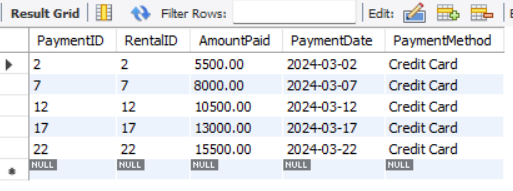 Result Grid Filter Rows: Edit:
PaymentID RentalID AmountPaid PaymentDate PaymentMethod
2 2 5500.00 2024-03-02 Credit Card
7 7 8000.00 2024-03-07 Credit Card
12 12 10500.00 2024-03-12 Credit Card
17 17 13000.00 2024-03-17 Credit Card
22 22 15500.00 2024-03-22 Credit Card
NULL NULL NULL NULL NULL